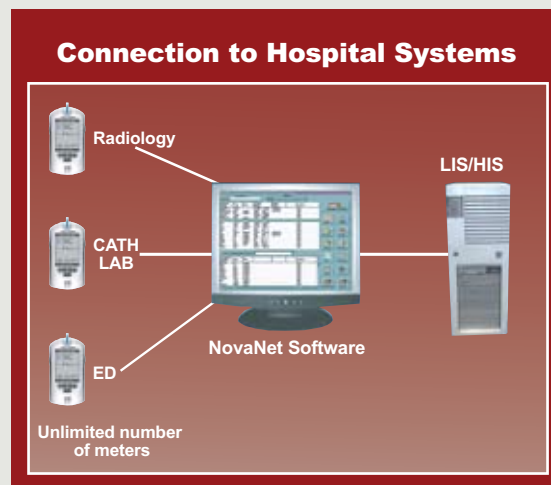 Connection to Hospital Systems
Radiology
LIS/HIS
CATH
LAB
NovaNet Software
ED
Unlimited number
of meters